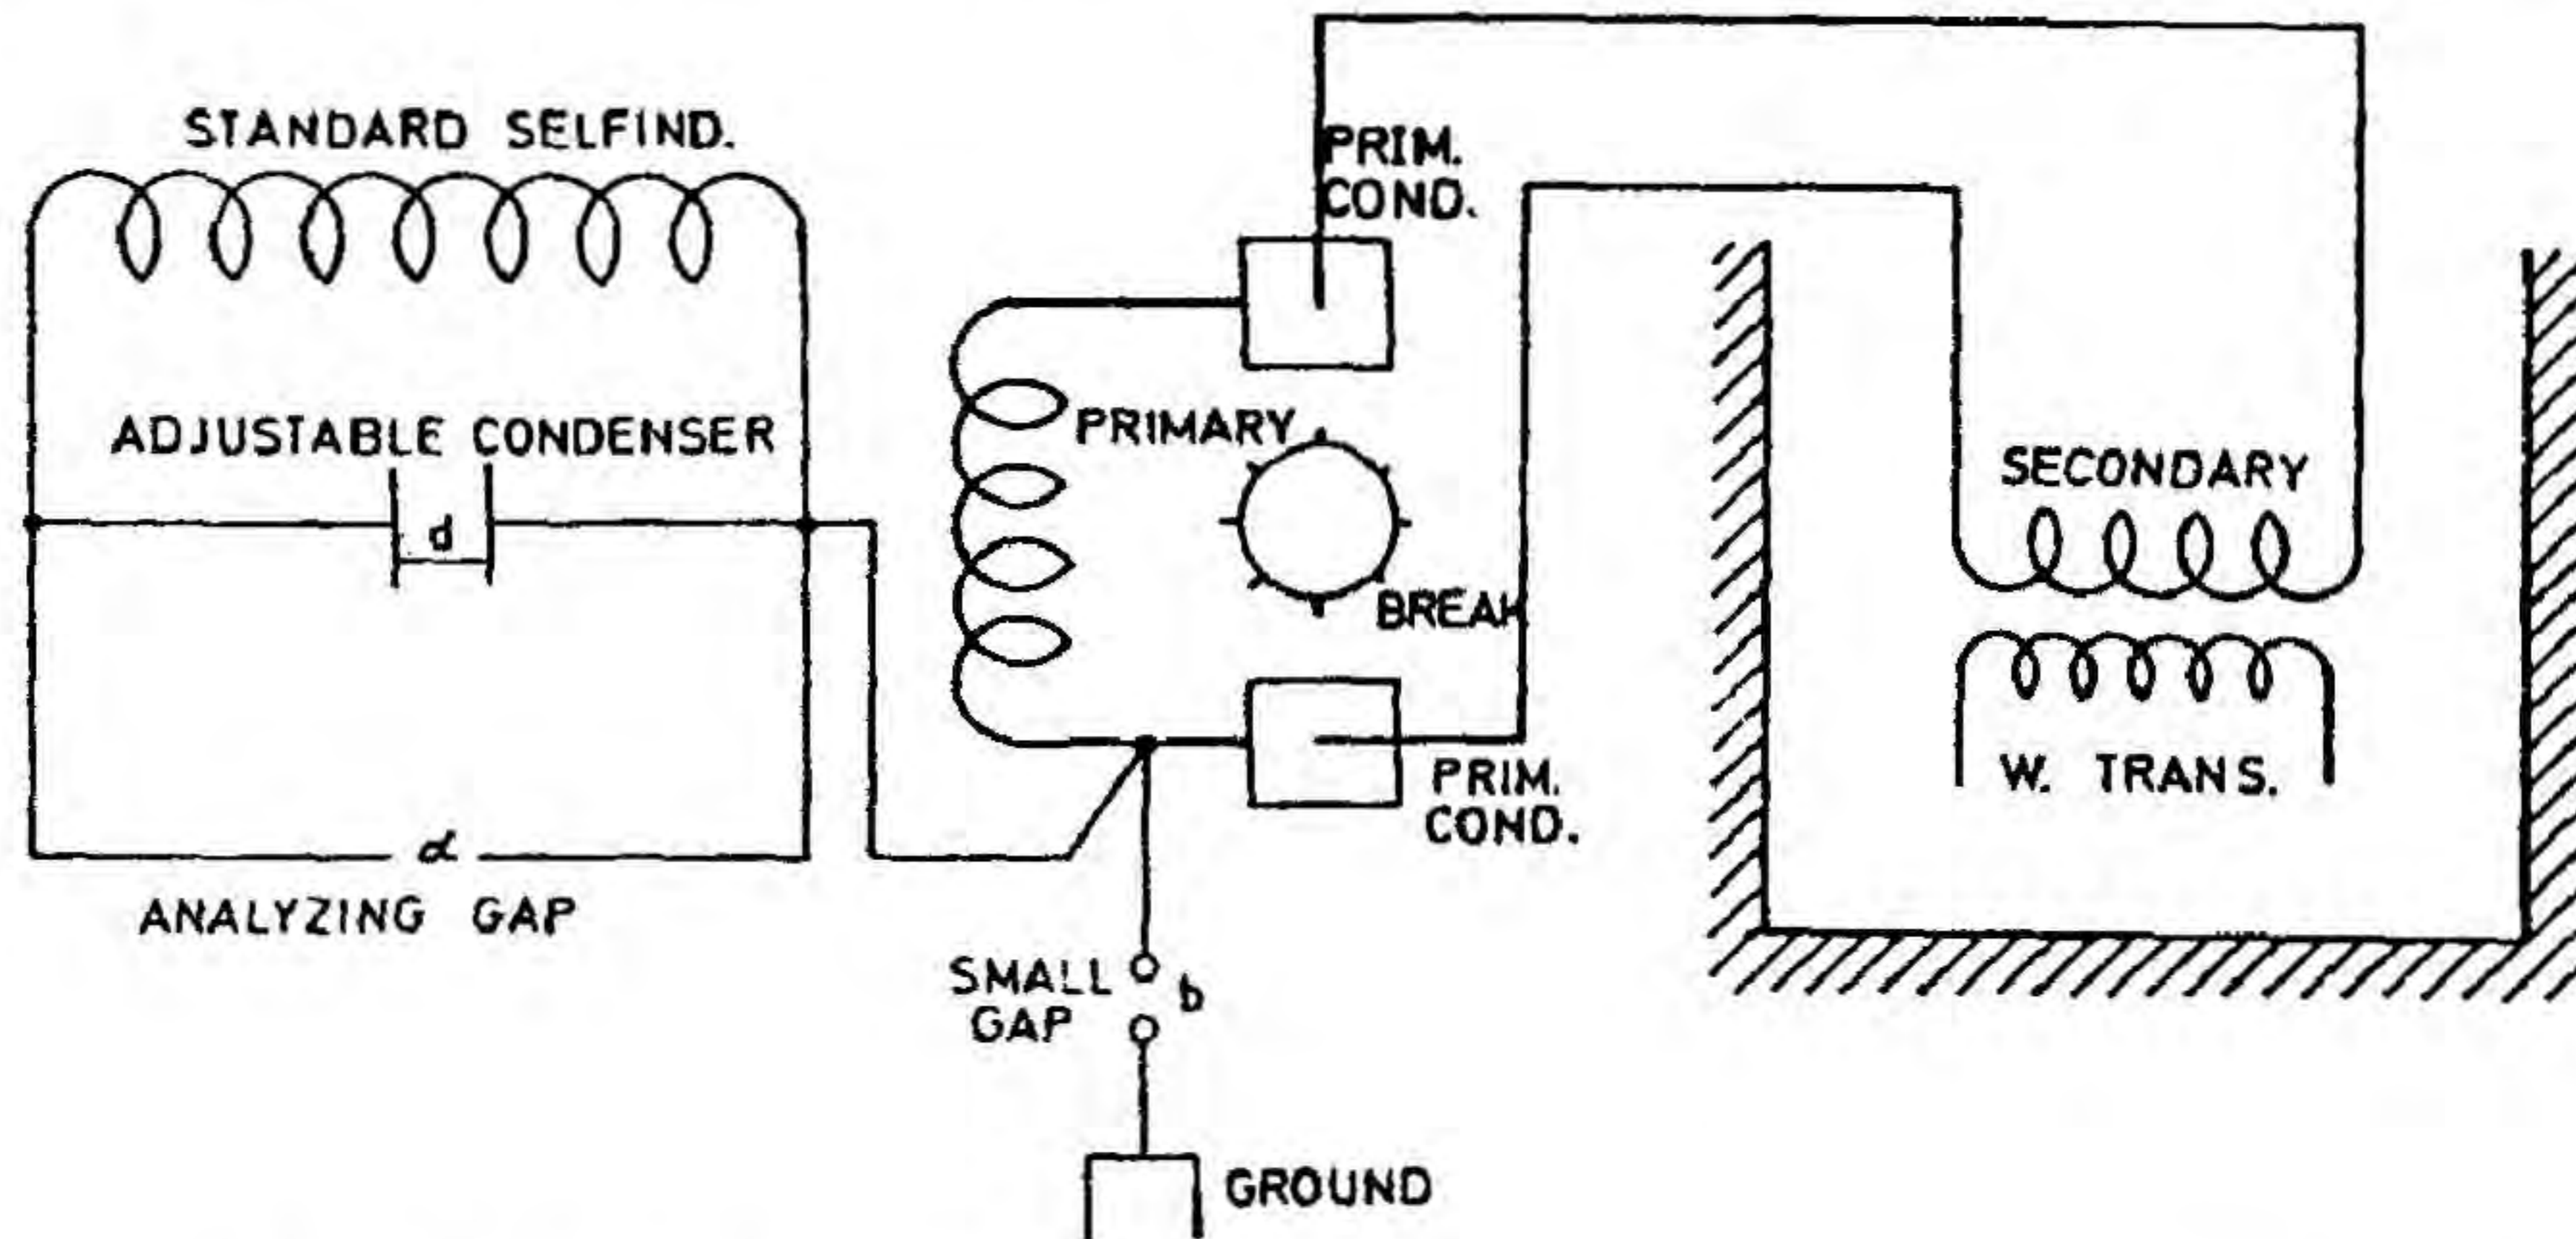 STANDARD SELFIND.
PRIM.
COND.
ADJUSTABLE CONDENSER
d
PRIMARY
BREAK
SECONDARY
W. TRANS.
PRIM.
COND.
d
ANALYZING GAP
SMALL
GAP
b
GROUND